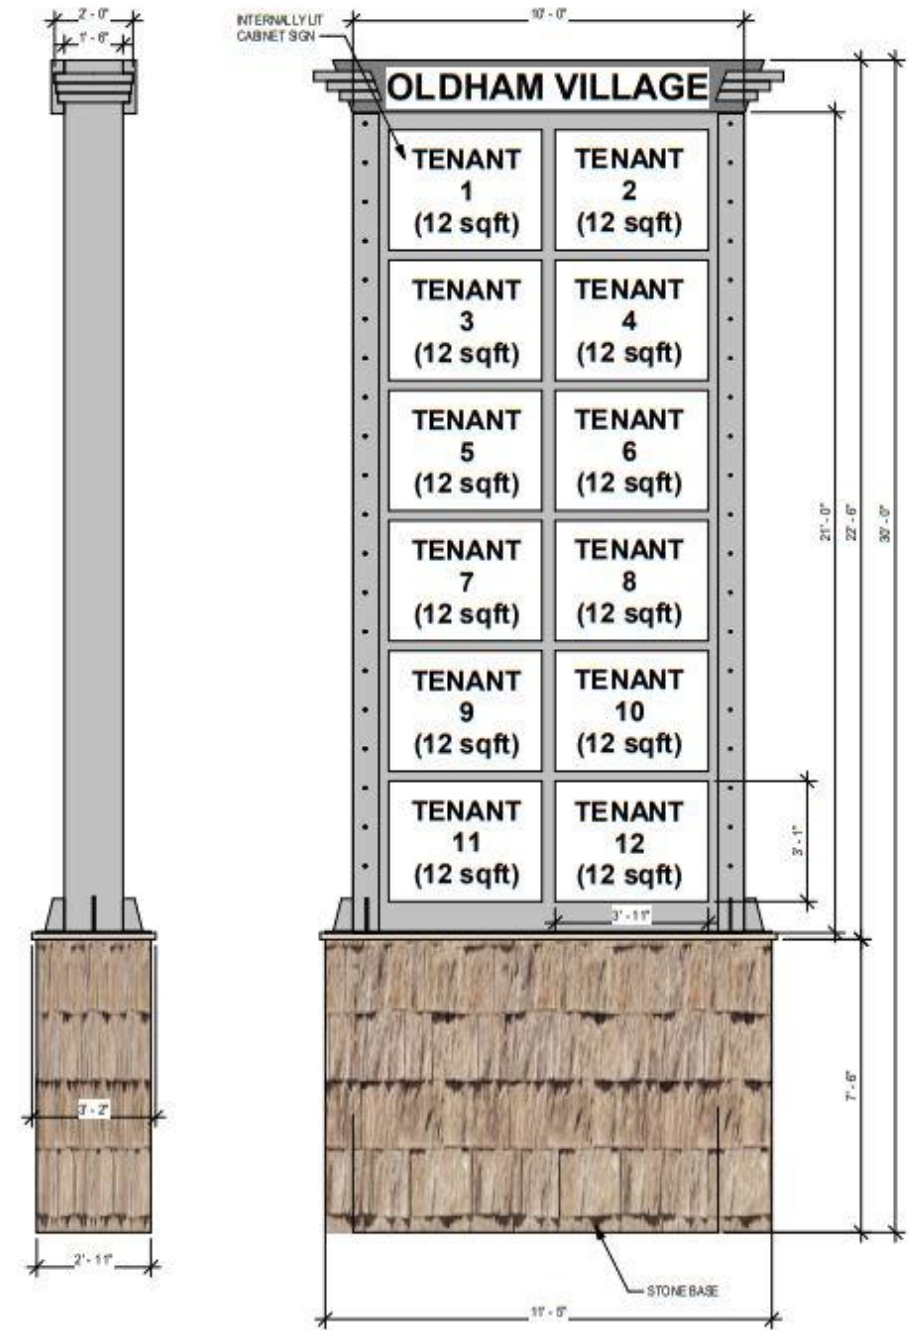 2' - 0"
1' - 6"
INTERNALLY LIT
CABINET SIGN
10' - 0"
OLDHAM VILLAGE
TENANT
1
(12 sqft)
TENANT
2
(12 sqft)
TENANT
3
(12 sqft)
TENANT
4
(12 sqft)
TENANT
5
(12 sqft)
TENANT
6
(12 sqft)
TENANT
7
(12 sqft)
TENANT
8
(12 sqft)
TENANT
9
(12 sqft)
TENANT
10
(12 sqft)
TENANT
11
(12 sqft)
TENANT
12
(12 sqft)
21' - 0"
22' - 6"
30' - 0"
3' - 1"
3' - 11"
3' - 2"
7' - 6"
2' - 11"
STONE BASE